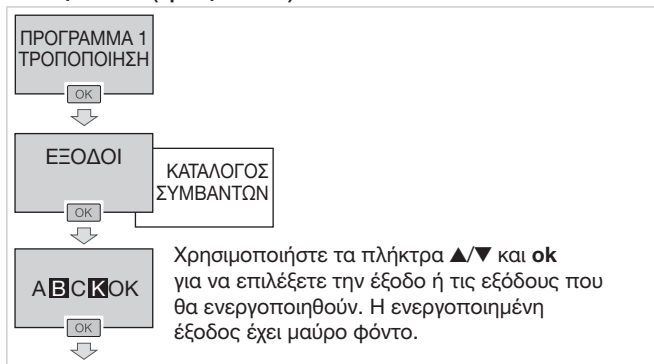 ΠΡΟΓΡΑΜΜΑ 1
ΤΡΟΠΟΠΟΙΗΣΗ
OK
ΕΞΟΔΟΙ
ΚΑΤΑΛΟΓΟΣ
ΣΥΜΒΑΝΤΩΝ
OK
Χρησιμοποιήστε τα πλήκτρα ▲/▼ και ok
για να επιλέξετε την έξοδο ή τις εξόδους που
θα ενεργοποιηθούν. Η ενεργοποιημένη
έξοδος έχει μαύρο φόντο.
ABCKOK
OK